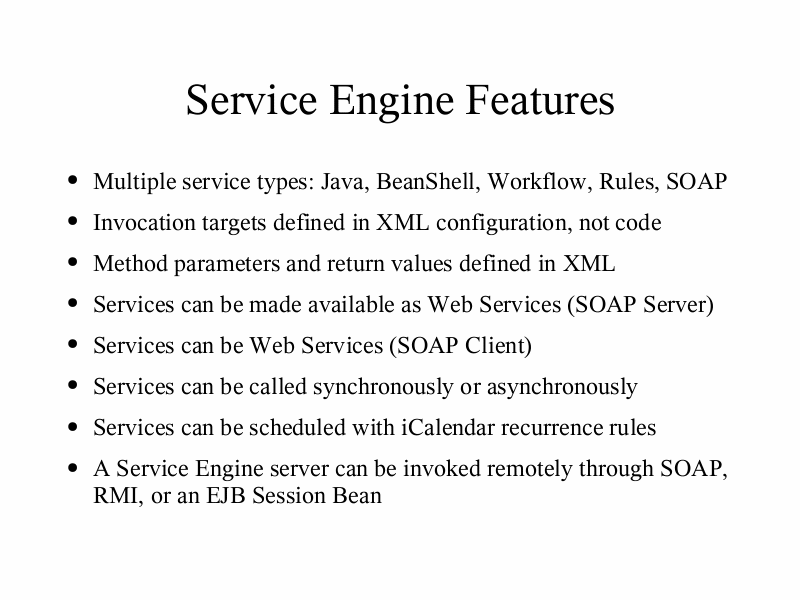 Service Engine Features
• Multiple service types: Java, BeanShell, Workflow, Rules, SOAP
• Invocation targets defined in XML configuration, not code
• Method parameters and return values defined in XML
• Services can be made available as Web Services (SOAP Server)
• Services can be Web Services (SOAP Client)
• Services can be called synchronously or asynchronously
• Services can be scheduled with iCalendar recurrence rules
• A Service Engine server can be invoked remotely through SOAP,
RMI, or an EJB Session Bean